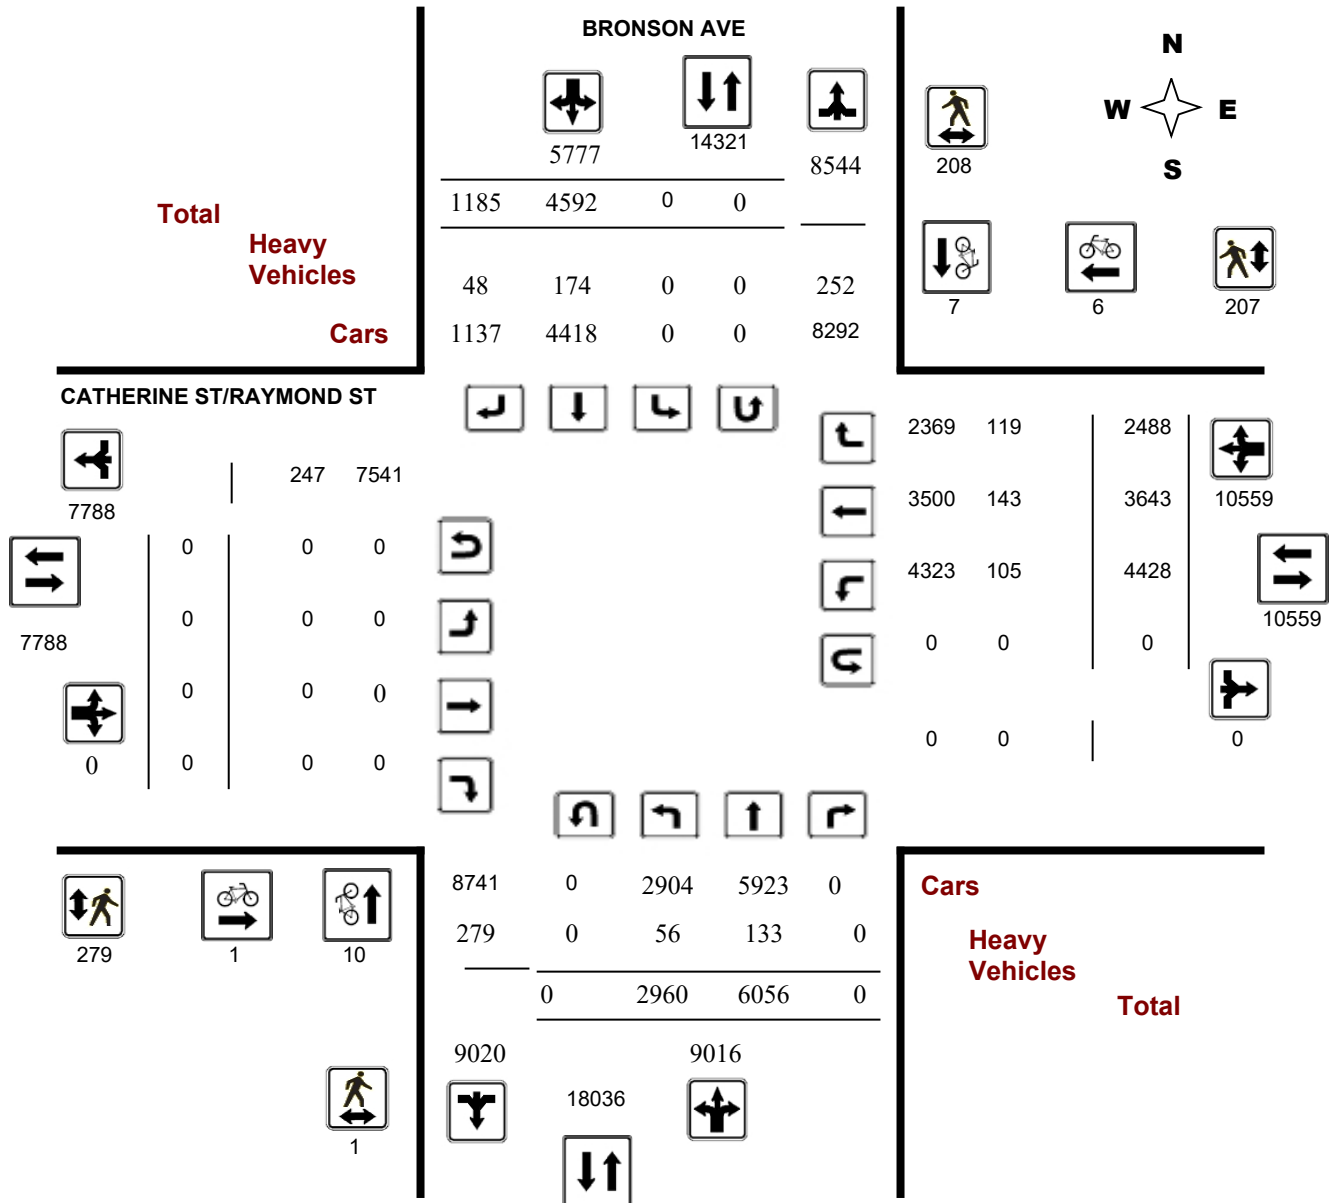 BRONSON AVE
N
W E
S
5777
14321
8544
208
1185 4592 0 0
Total
Heavy
Vehicles
48 174 0 0 252
7 6 207
Cars
1137 4418 0 0 8292
CATHERINE ST/RAYMOND ST
2369 119 2488
247 7541
7788
3500 143 3643 10559
0 0 0
4323 105 4428
10559
0 0 0
7788
0 0 0
0 0 0
0
0 0 0
0 0 0
8741 0 2904 5923 0
Cars
279 0 56 133 0
Heavy
Vehicles
279 1 10
0 2960 6056 0
Total
9020 9016
18036
1